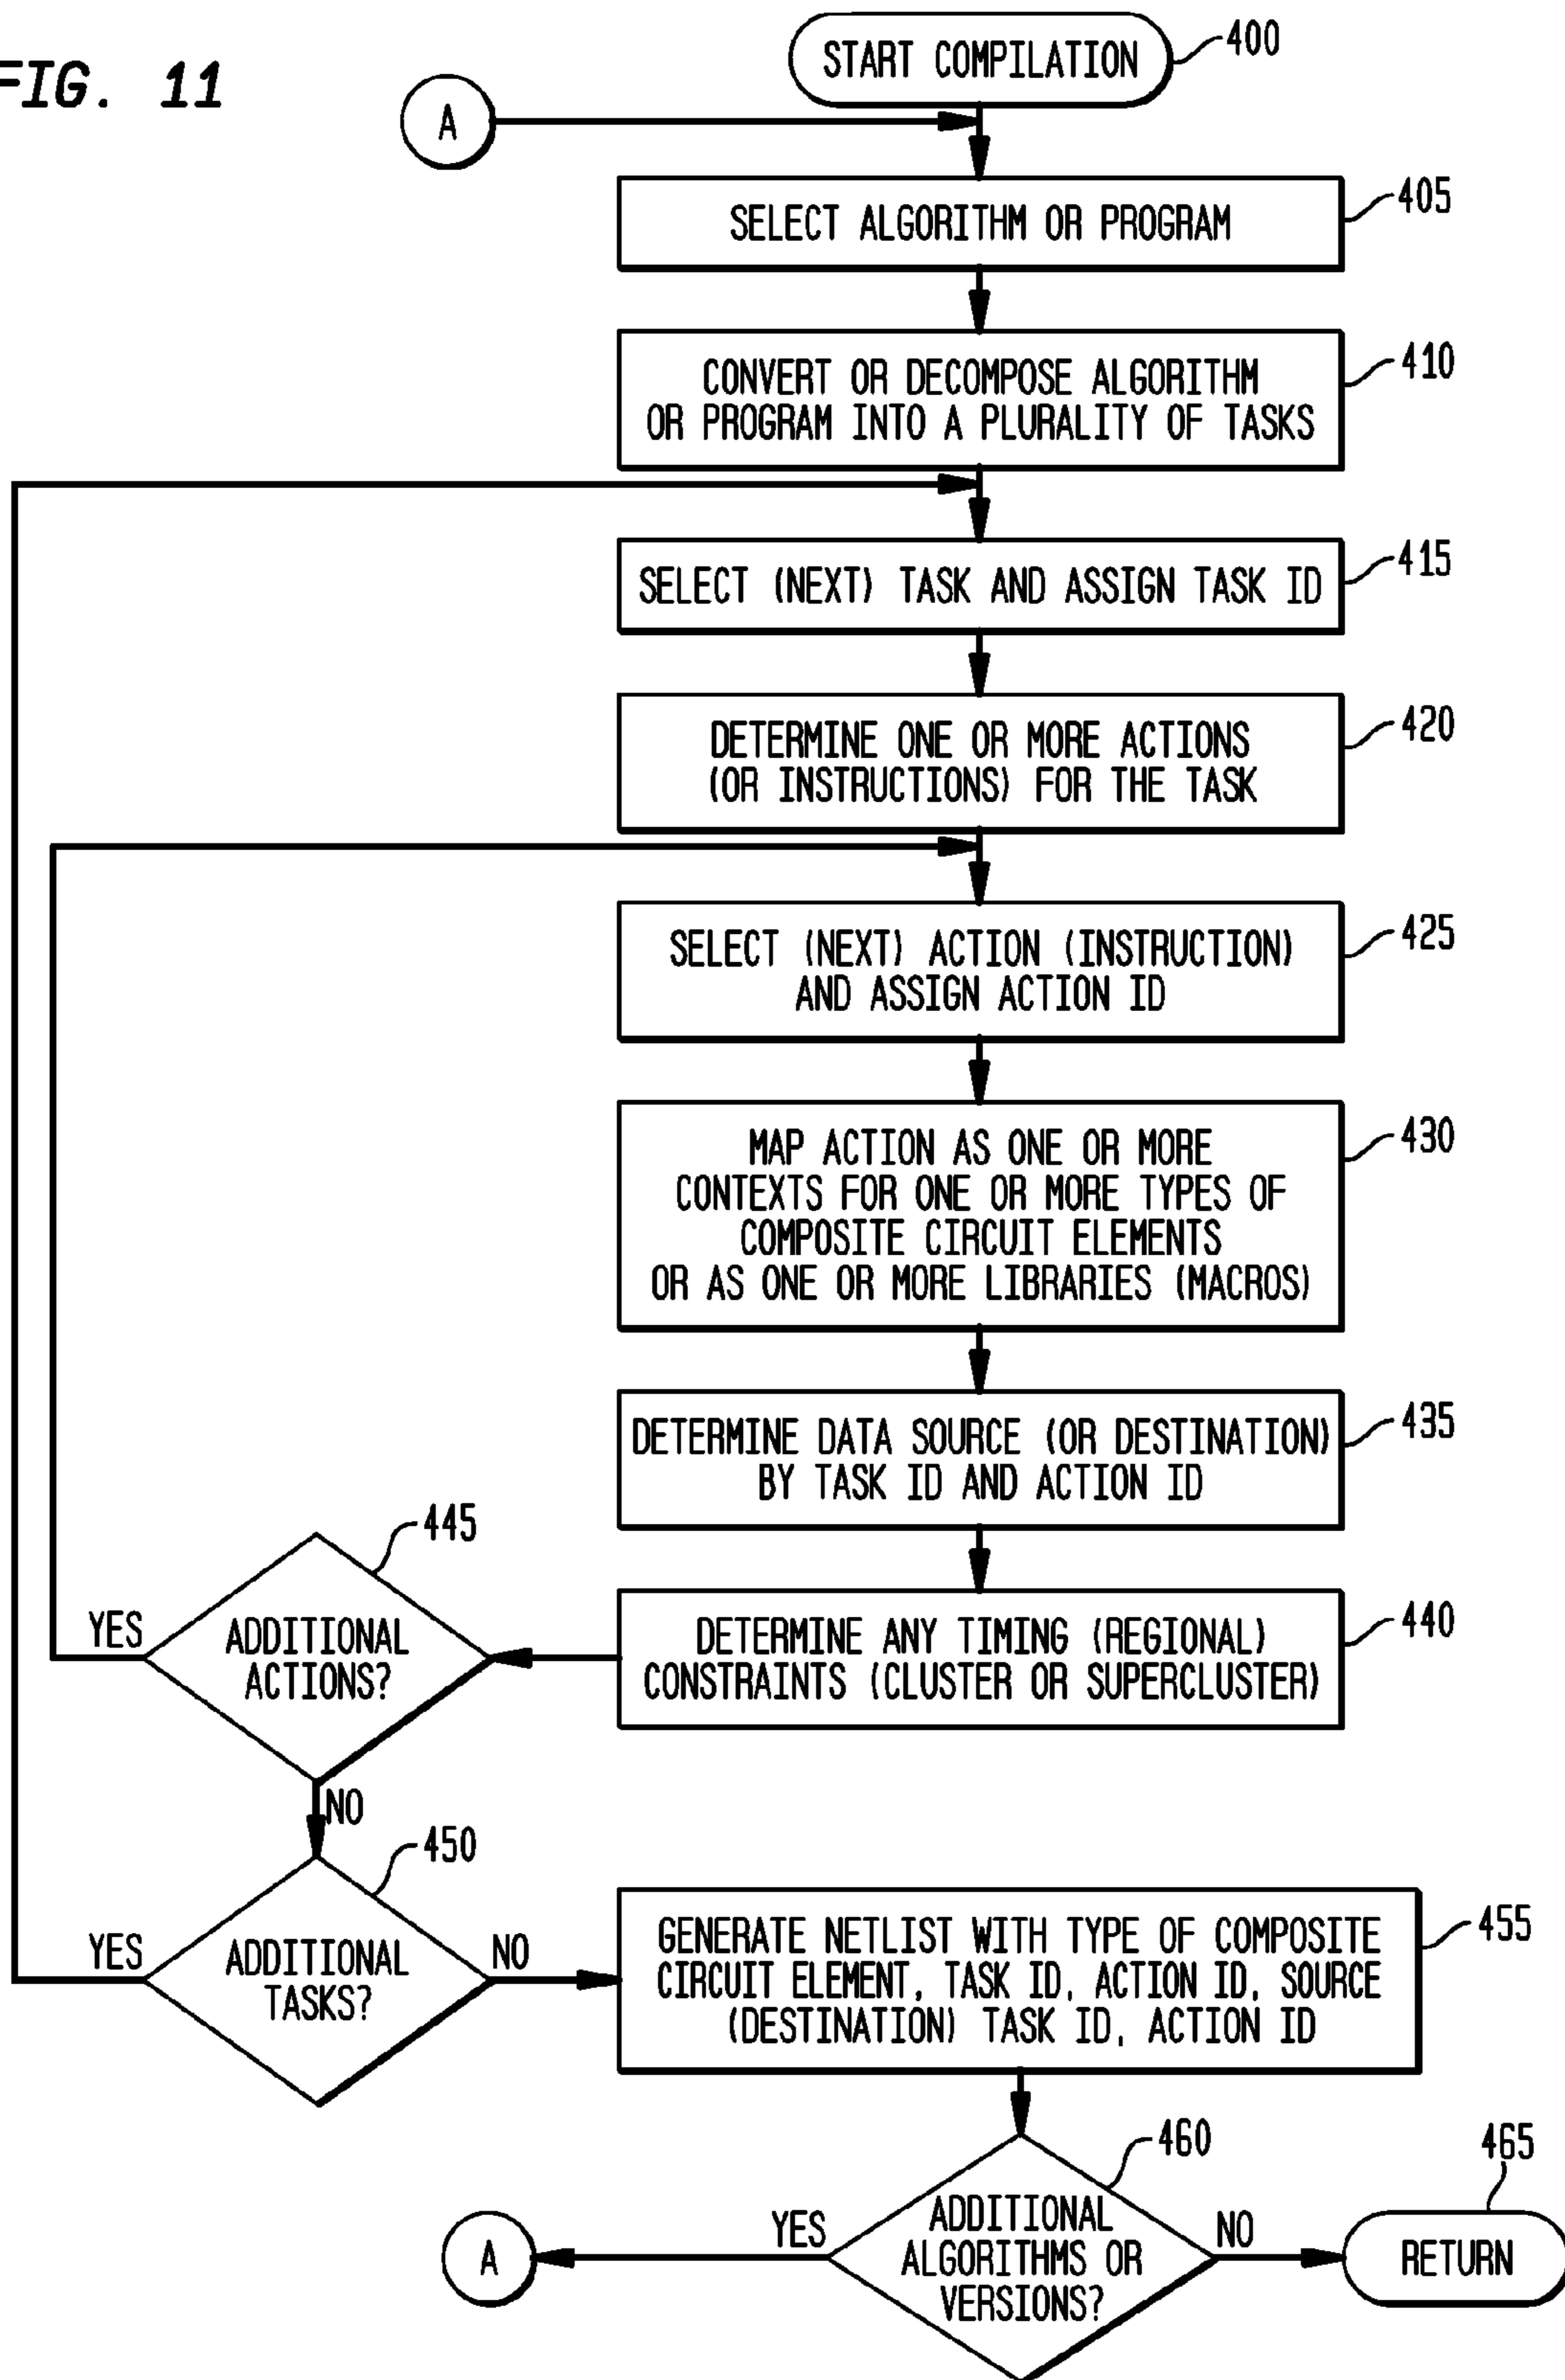 FIG. 11
START COMPILATION
400
A
SELECT ALGORITHM OR PROGRAM
405
CONVERT OR DECOMPOSE ALGORITHM
OR PROGRAM INTO A PLURALITY OF TASKS
410
SELECT (NEXT) TASK AND ASSIGN TASK ID
415
DETERMINE ONE OR MORE ACTIONS
(OR INSTRUCTIONS) FOR THE TASK
420
SELECT (NEXT) ACTION (INSTRUCTION)
AND ASSIGN ACTION ID
425
MAP ACTION AS ONE OR MORE
CONTEXTS FOR ONE OR MORE TYPES OF
COMPOSITE CIRCUIT ELEMENTS
OR AS ONE OR MORE LIBRARIES (MACROS)
430
DETERMINE DATA SOURCE (OR DESTINATION)
BY TASK ID AND ACTION ID
435
DETERMINE ANY TIMING (REGIONAL)
CONSTRAINTS (CLUSTER OR SUPERCLUSTER)
440
445
YES
ADDITIONAL
ACTIONS?
NO
450
YES
ADDITIONAL
TASKS?
NO
GENERATE NETLIST WITH TYPE OF COMPOSITE
CIRCUIT ELEMENT, TASK ID, ACTION ID, SOURCE
(DESTINATION) TASK ID, ACTION ID
455
460
ADDITIONAL
ALGORITHMS OR
VERSIONS?
YES
A
NO
465
RETURN